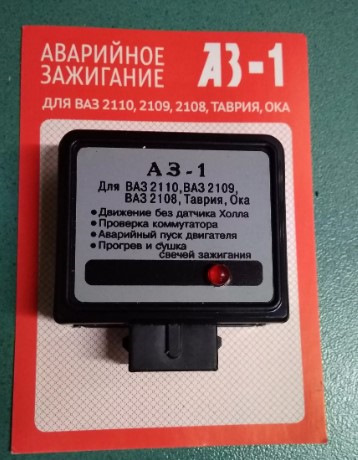 АВАРИЙНОЕ
ЗАЖИГАНИЕ
АЗ-1
ДЛЯ ВАЗ 2110, 2109, 2108, ТАВРИЯ, ОКА
АЗ-1
Для ВАЗ 2110, ВАЗ 2109,
ВАЗ 2108, Таврия, Ока
• Движение без датчика Холла
• Проверка коммутатора
• Аварийный пуск двигателя
• Прогрев и сушка
свечей зажигания